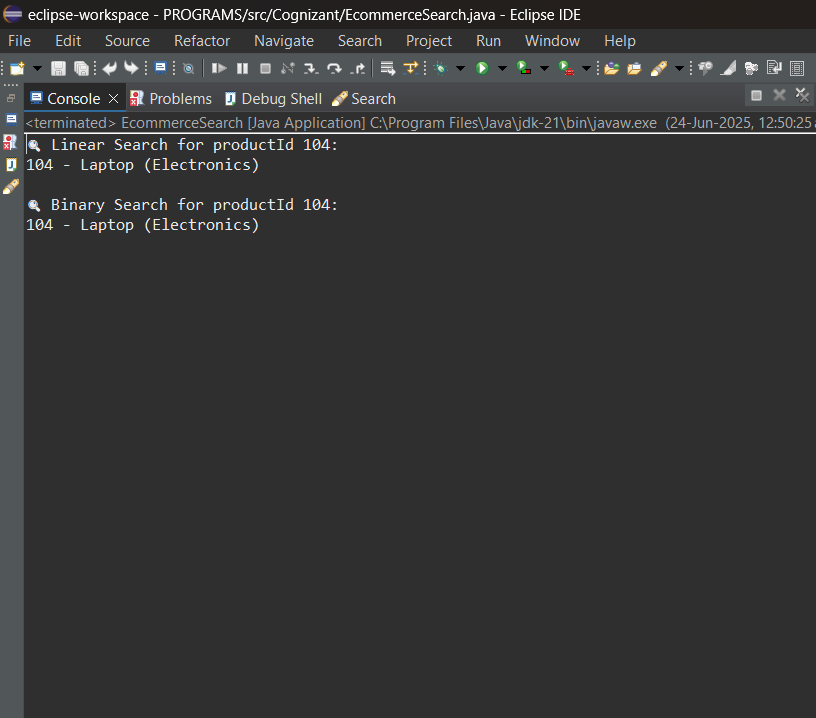 eclipse-workspace - PROGRAMS/src/Cognizant/EcommerceSearch.java - Eclipse IDE
File Edit Source Refactor Navigate Search Project Run Window Help
Console Problems Debug Shell Search
<terminated> EcommerceSearch [Java Application] C:\Program Files\Java\jdk-21\bin\javaw.exe (24-Jun-2025, 12:50:25 a
🔍 Linear Search for productId 104:
104 - Laptop (Electronics)
🔍 Binary Search for productId 104:
104 - Laptop (Electronics)